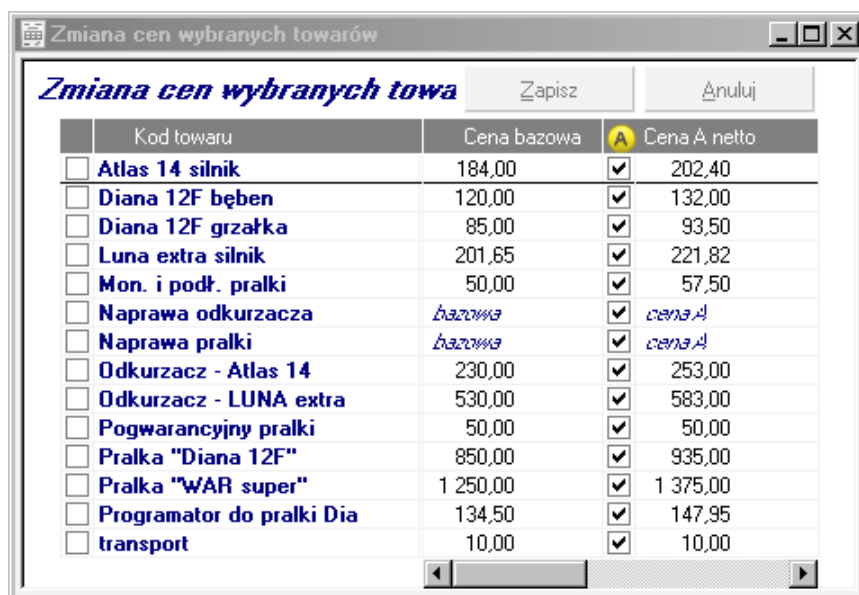 Zmiana cen wybranych towarów
Zmiana cen wybranych towa Zapisz Anuluj
Kod towaru Cena bazowa A Cena A netto
Atlas 14 silnik 184,00 202,40
Diana 12F bęben 120,00 132,00
Diana 12F grzałka 85,00 93,50
Luna extra silnik 201,65 221,82
Mon. i podł. pralki 50,00 57,50
Naprawa odkurzacza bazowa cena A
Naprawa pralki bazowa cena A
Odkurzacz - Atlas 14 230,00 253,00
Odkurzacz - LUNA extra 530,00 583,00
Pogwarancyjny pralki 50,00 50,00
Pralka "Diana 12F" 850,00 935,00
Pralka "WAR super" 1 250,00 1 375,00
Programator do pralki Dia 134,50 147,95
transport 10,00 10,00